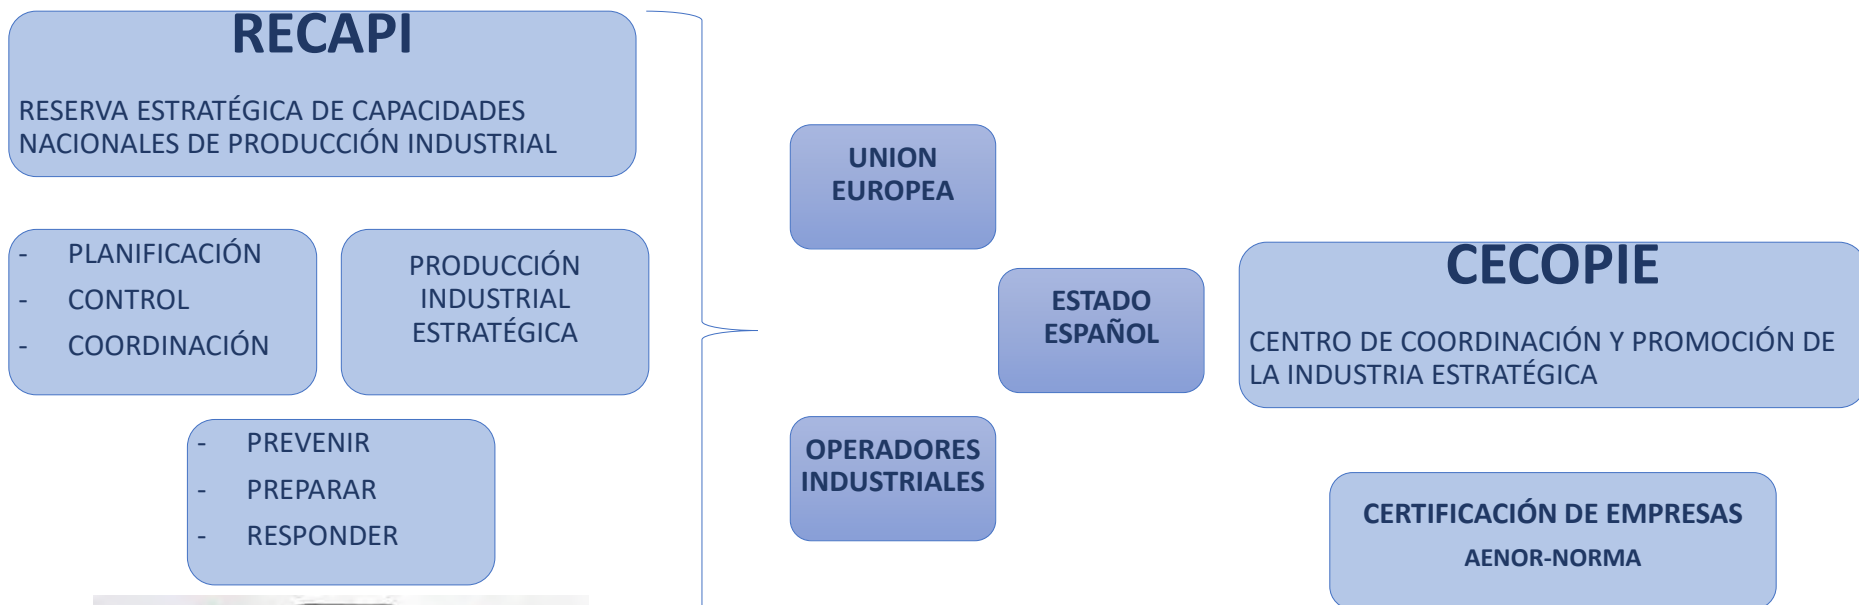 RECAPI
RESERVA ESTRATÉGICA DE CAPACIDADES
NACIONALES DE PRODUCCIÓN INDUSTRIAL
- PLANIFICACIÓN
- CONTROL
- COORDINACIÓN
PRODUCCIÓN
INDUSTRIAL
ESTRATÉGICA
- PREVENIR
- PREPARAR
- RESPONDER
UNION
EUROPEA
ESTADO
ESPAÑOL
OPERADORES
INDUSTRIALES
CECOPIE
CENTRO DE COORDINACIÓN Y PROMOCIÓN DE
LA INDUSTRIA ESTRATÉGICA
CERTIFICACIÓN DE EMPRESAS
AENOR-NORMA